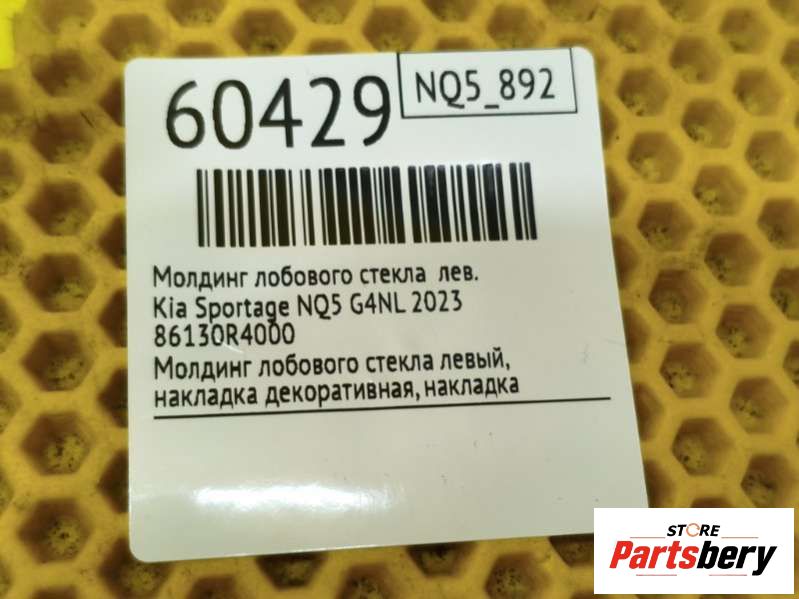 60429
NQ5_892
Молдинг лобового стекла лев.
Kia Sportage NQ5 G4NL 2023
86130R4000
Молдинг лобового стекла левый,
накладка декоративная, накладка
STORE
Partsbery